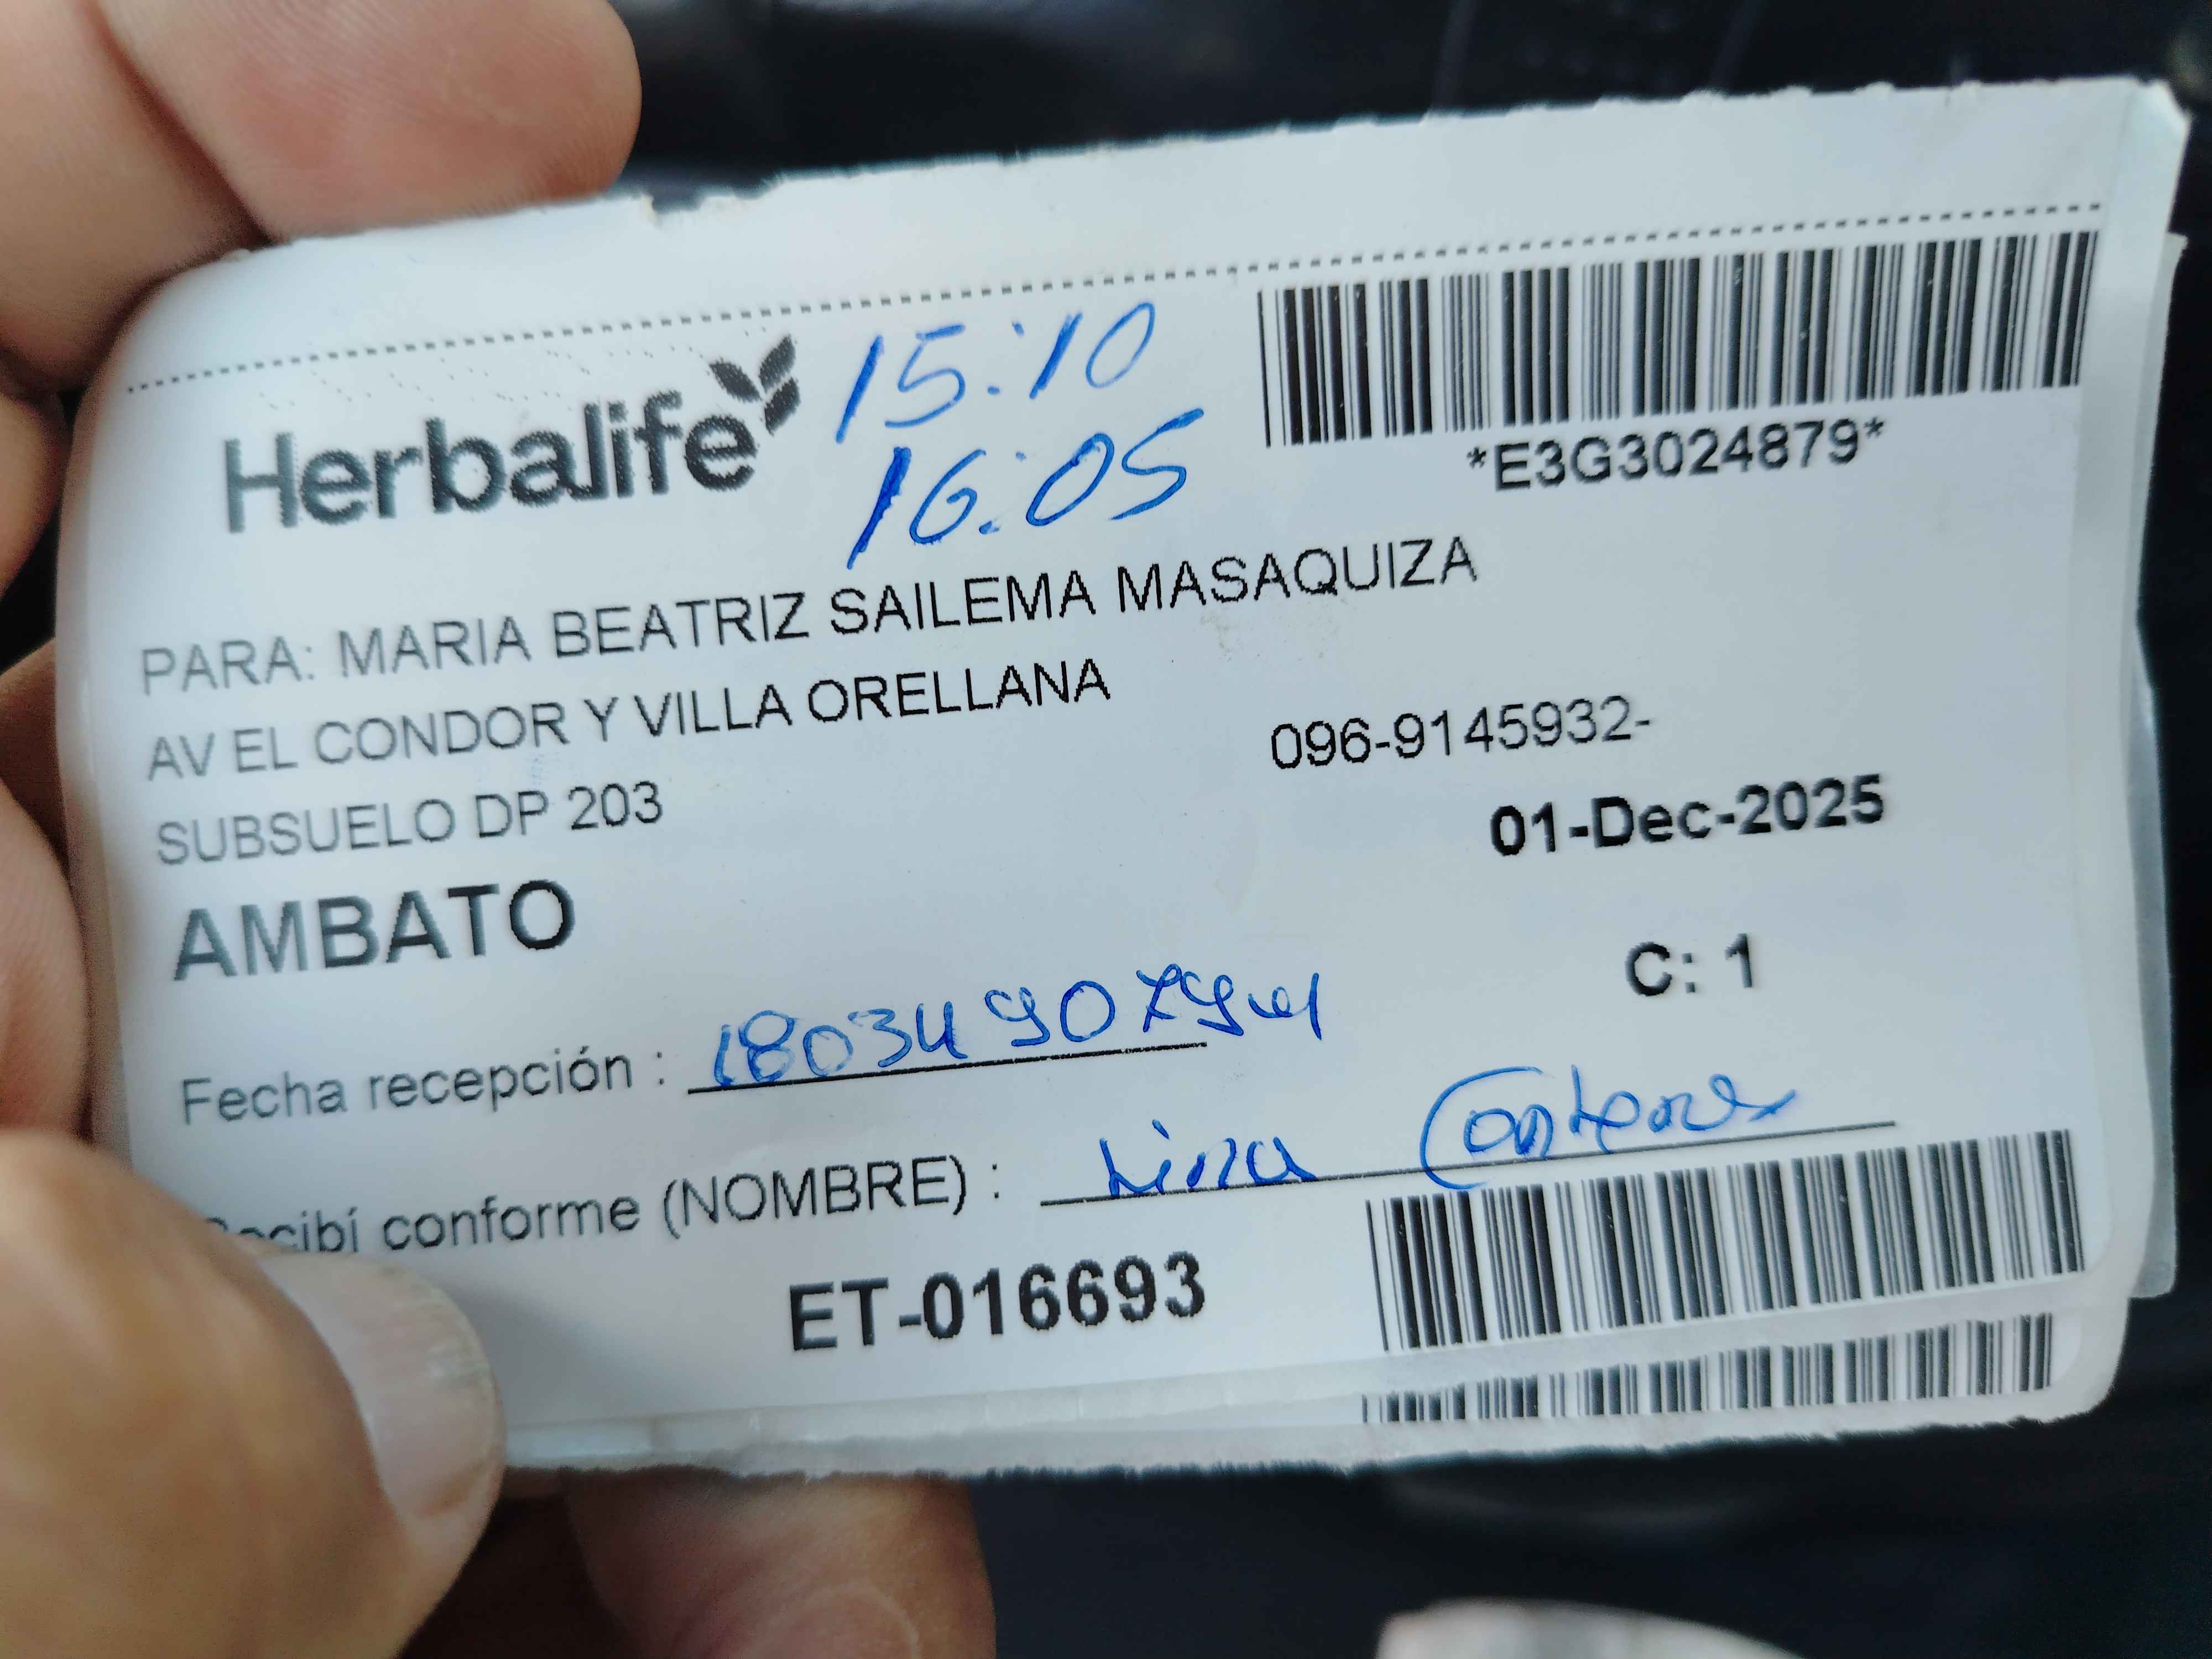 Herbalife
15:10
16:05
*E3G3024879*
PARA: MARIA BEATRIZ SAILEMA MASAQUIZA
AV EL CONDOR Y VILLA ORELLANA
096-9145932-
SUBSUELO DP 203
01-Dec-2025
AMBATO
C: 1
Fecha recepción :
Recibí conforme (NOMBRE) :
ET-016693